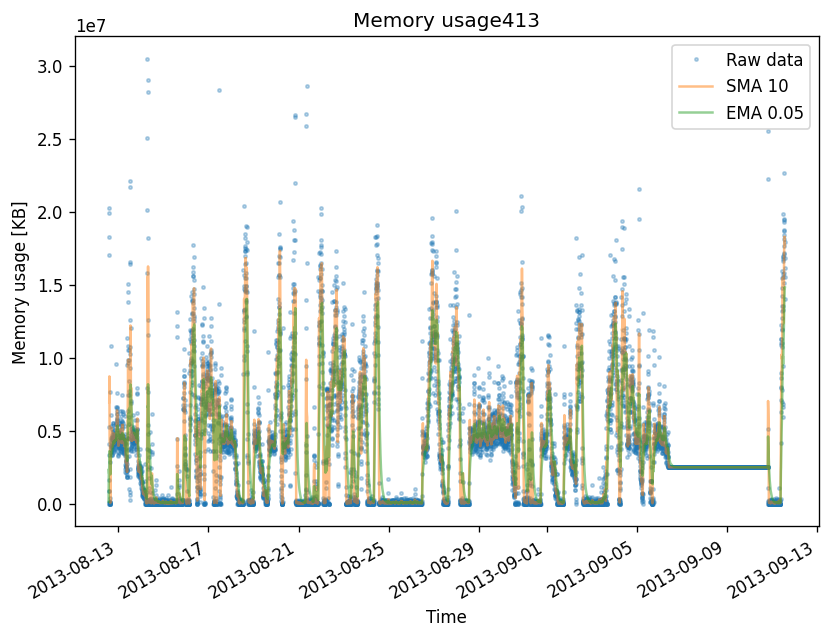 Memory usage413
1e7
Raw data
SMA 10
EMA 0.05
3.0
2.5
2.0
1.5
1.0
0.5
0.0
Memory usage [KB]
2013-08-13
2013-08-17
2013-08-21
2013-08-25
2013-08-29
2013-09-01
2013-09-05
2013-09-09
2013-09-13
Time